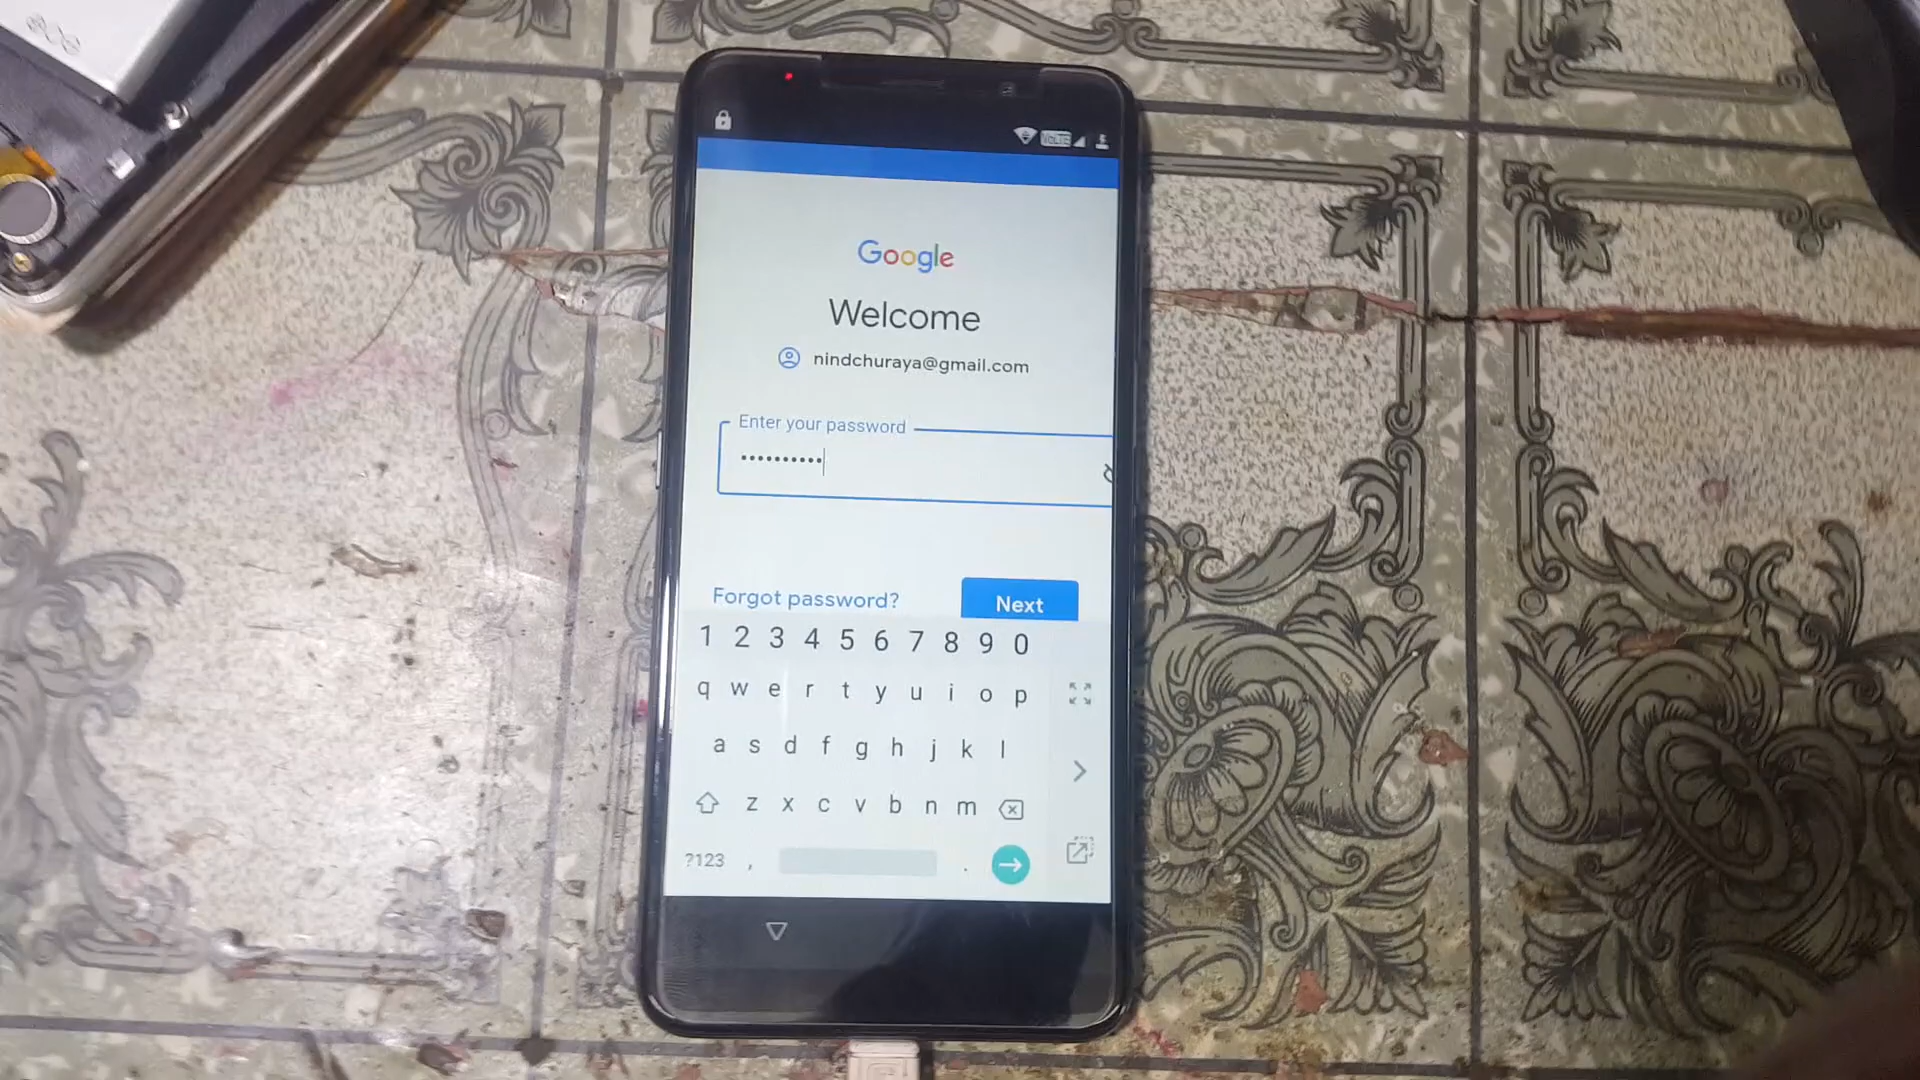 VoLTE
Google
Welcome
nindchuraya@gmail.com
Enter your password
••••••••••
Forgot password?
Next
1 2 3 4 5 6 7 8 9 0
q w e r t y u i o p
a s d f g h j k l
z x c v b n m
?123 , .